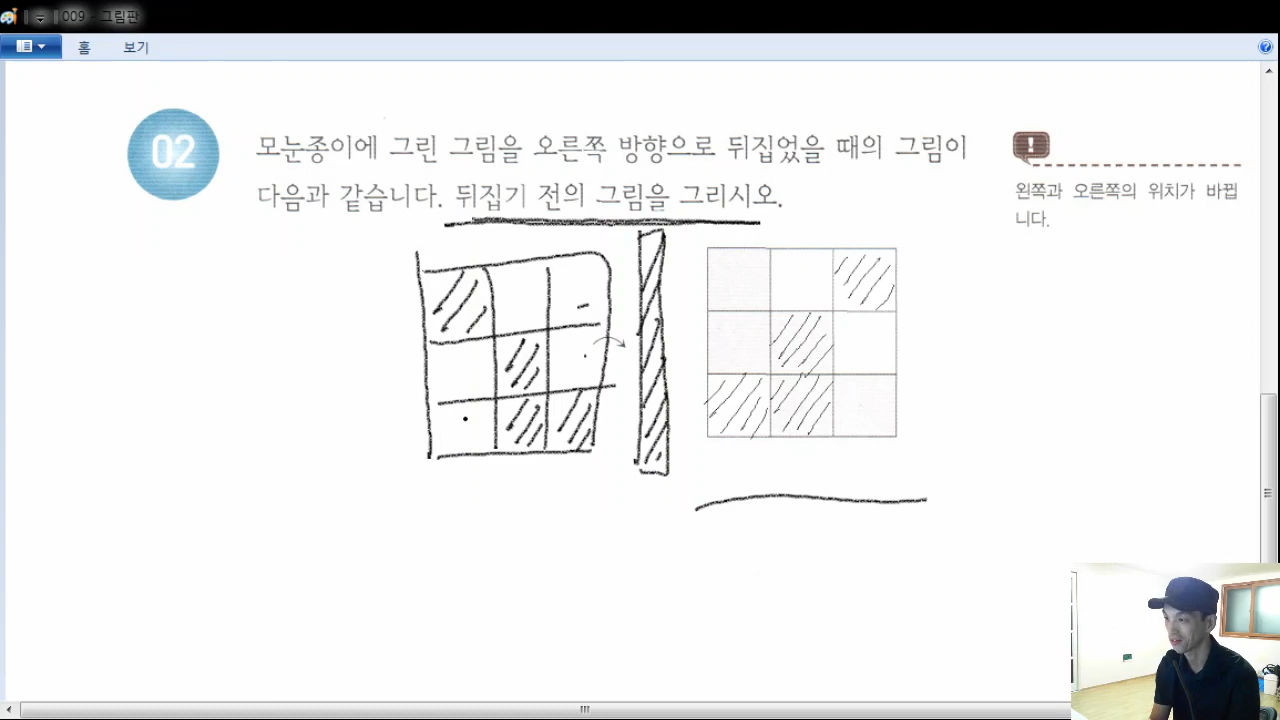 009 - 그림판
홈 보기
02
모눈종이에 그린 그림을 오른쪽 방향으로 뒤집었을 때의 그림이
다음과 같습니다. 뒤집기 전의 그림을 그리시오.
!
왼쪽과 오른쪽의 위치가 바뀝
니다.